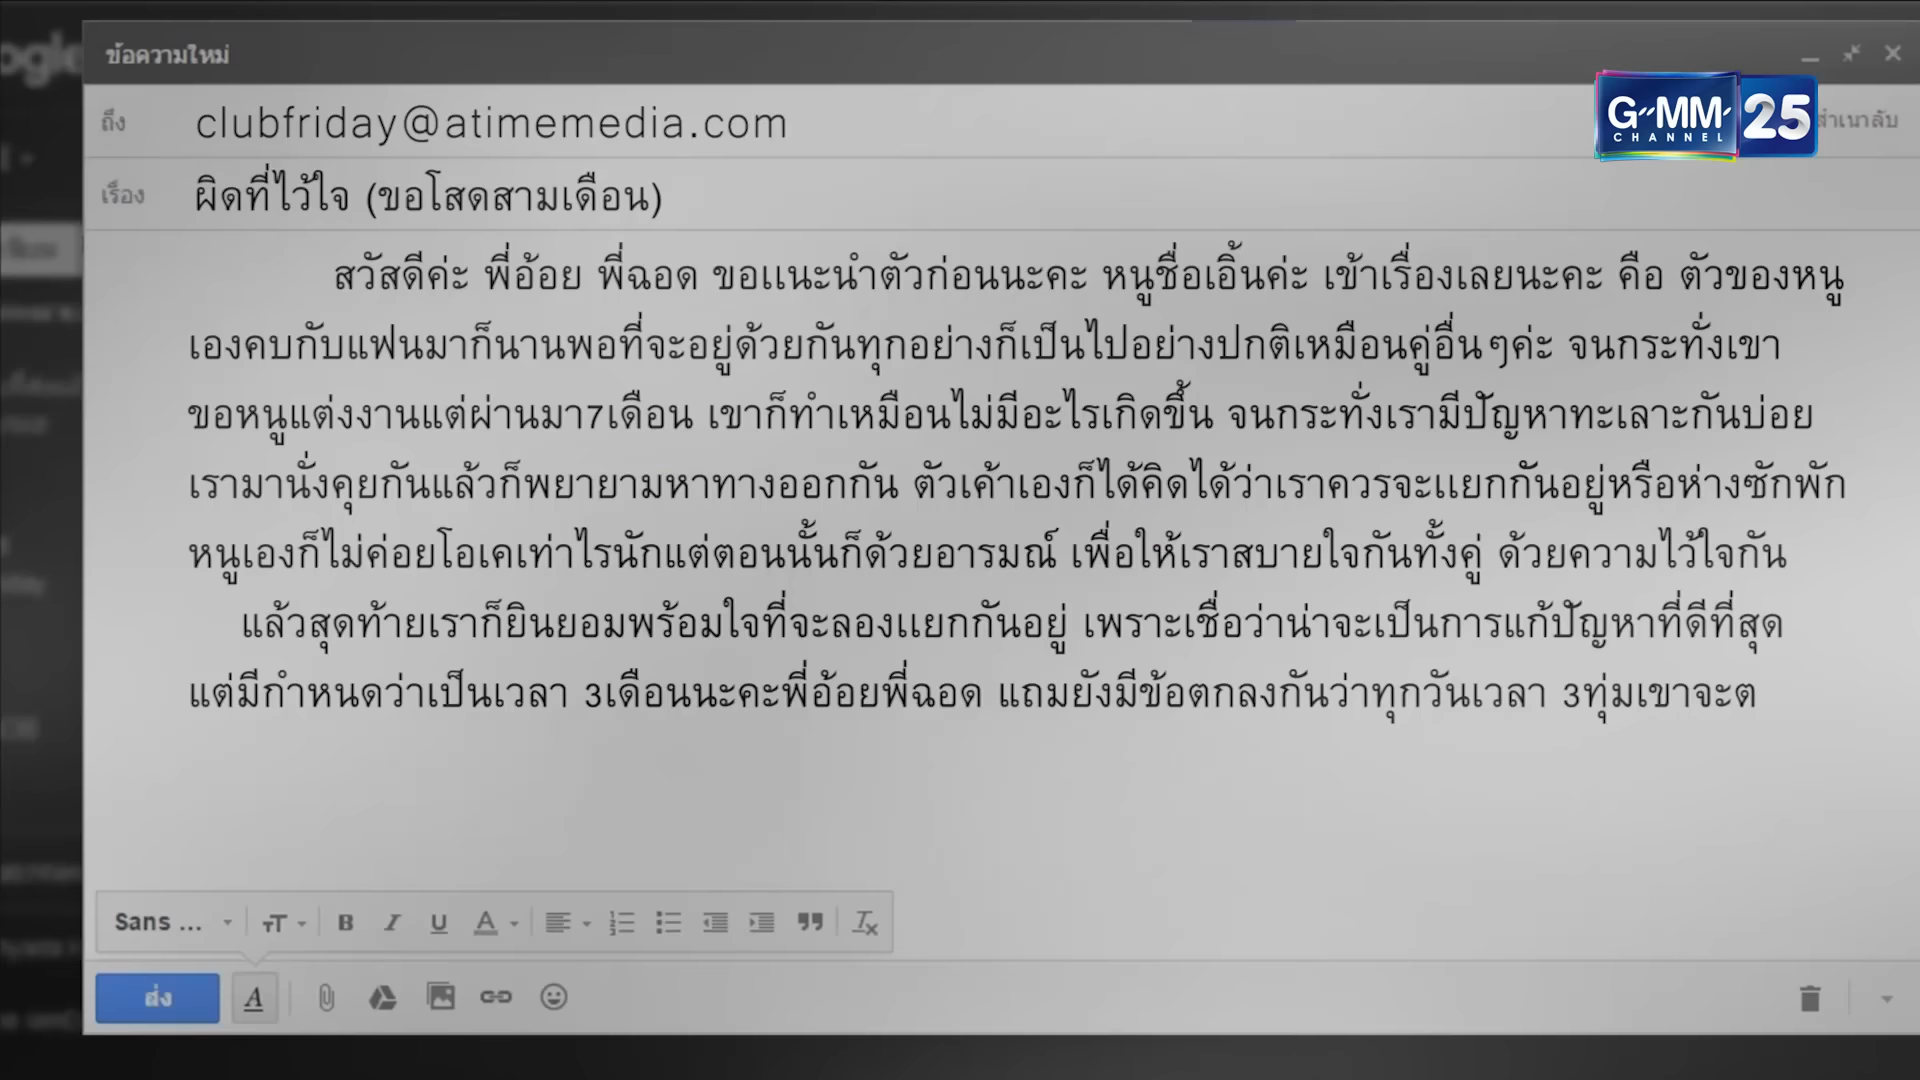 ข้อความใหม่
ถึง clubfriday@atimemedia.com
G-MM 25
CHANNEL
สำเนาลับ
เรื่อง ผิดที่ไว้ใจ (ขอโสดสามเดือน)
สวัสดีค่ะ พี่อ้อย พี่ฉอด ขอแนะนำตัวก่อนนะคะ หนูชื่อเอิ้นค่ะ เข้าเรื่องเลยนะคะ คือ ตัวของหนู
เองคบกับแฟนมาก็นานพอที่จะอยู่ด้วยกันทุกอย่างก็เป็นไปอย่างปกติเหมือนคู่อื่นๆค่ะ จนกระทั่งเขา
ขอหนูแต่งงานแต่ผ่านมา7เดือน เขาก็ทำเหมือนไม่มีอะไรเกิดขึ้น จนกระทั่งเรามีปัญหาทะเลาะกันบ่อย
เรามานั่งคุยกันแล้วก็พยายามหาทางออกกัน ตัวเค้าเองก็ได้คิดได้ว่าเราควรจะแยกกันอยู่หรือห่างซักพัก
หนูเองก็ไม่ค่อยโอเคเท่าไรนักแต่ตอนนั้นก็ด้วยอารมณ์ เพื่อให้เราสบายใจกันทั้งคู่ ด้วยความไว้ใจกัน
แล้วสุดท้ายเราก็ยินยอมพร้อมใจที่จะลองแยกกันอยู่ เพราะเชื่อว่าน่าจะเป็นการแก้ปัญหาที่ดีที่สุด
แต่มีกำหนดว่าเป็นเวลา 3เดือนนะคะพี่อ้อยพี่ฉอด แถมยังมีข้อตกลงกันว่าทุกวันเวลา 3ทุ่มเขาจะต
Sans ...
ส่ง